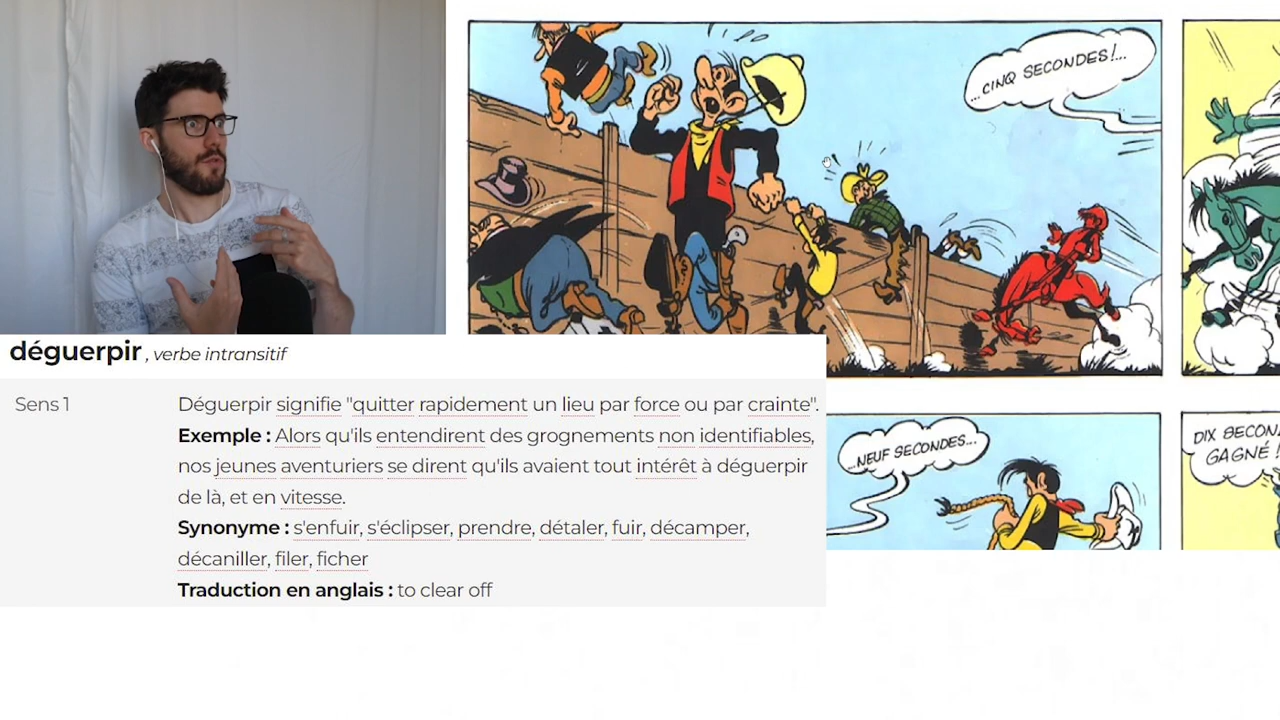 ...CINQ SECONDES!...
déguerpir , verbe intransitif
Sens 1
Déguerpir signifie "quitter rapidement un lieu par force ou par crainte".
Exemple : Alors qu'ils entendirent des grognements non identifiables,
nos jeunes aventuriers se dirent qu'ils avaient tout intérêt à déguerpir
de là, et en vitesse.
Synonyme : s'enfuir, s'éclipser, prendre, détaler, fuir, décamper,
décaniller, filer, ficher
Traduction en anglais : to clear off
...NEUF SECONDES...
DIX SECON
GAGNÉ !